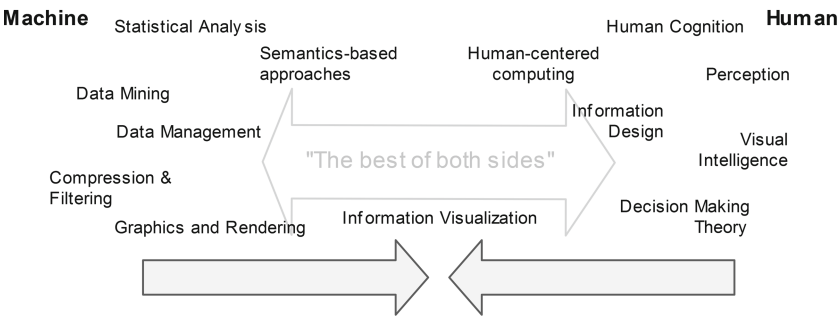 Machine
Human
Statistical Analysis
Human Cognition
Semantics-based
approaches
Human-centered
computing
Perception
Data Mining
Information
Design
Data Management
Visual
Intelligence
"The best of both sides"
Compression &
Filtering
Decision Making
Theory
Information Visualization
Graphics and Rendering